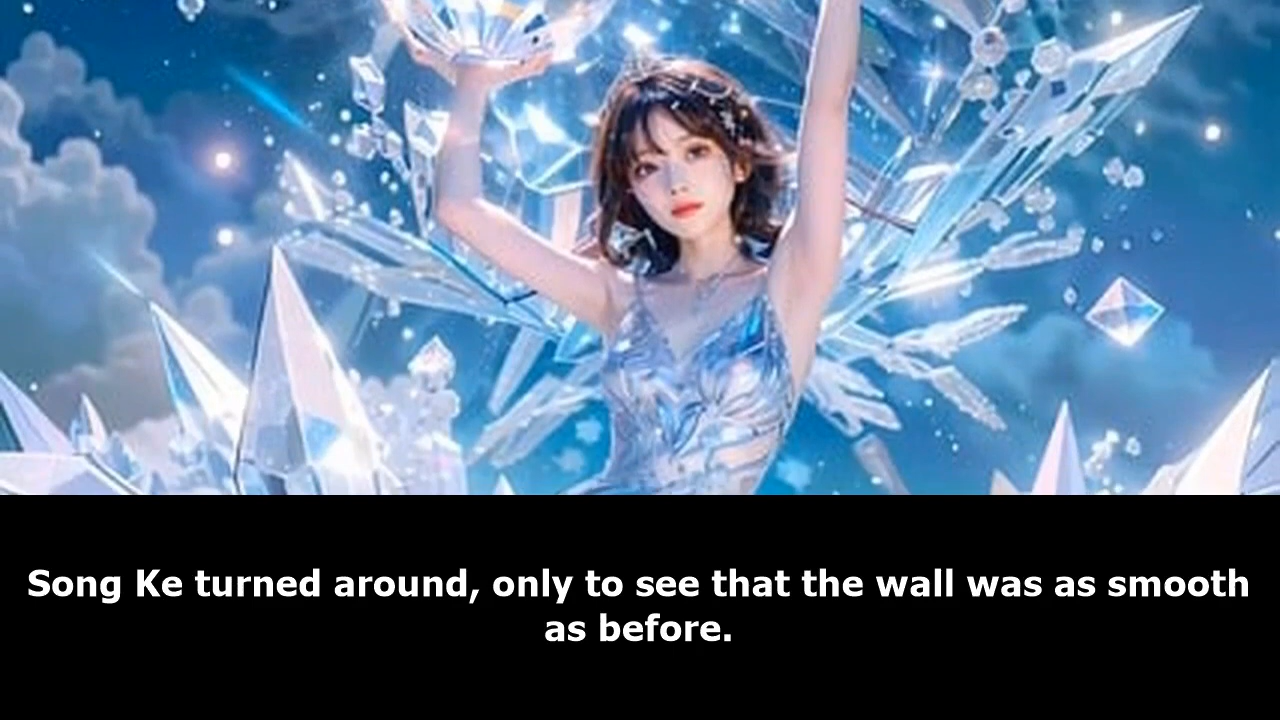 Song Ke turned around, only to see that the wall was as smooth
as before.